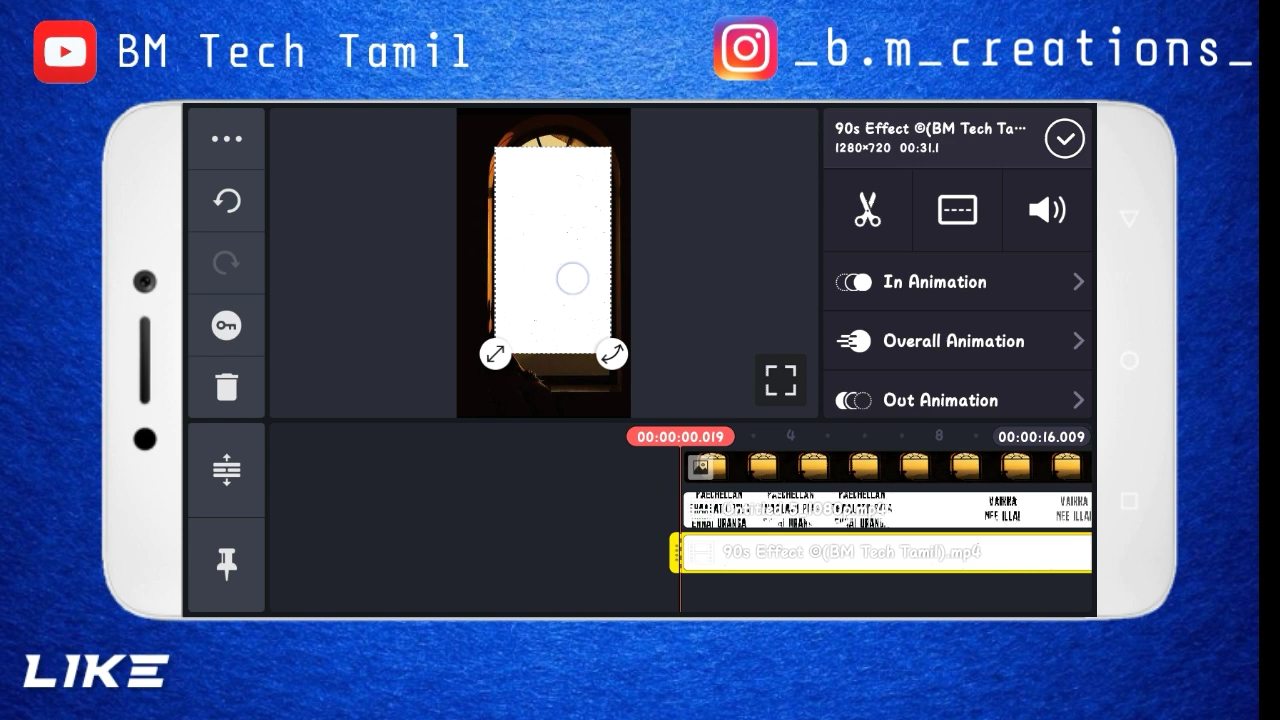 BM Tech Tamil
_b.m_creations_
90s Effect ©(BM Tech Ta...
1280×720 00:31.1
In Animation
Overall Animation
Out Animation
00:00:00.019
4
8
00:00:16.009
PAECHELLAN
PAECHELLAN
PAECHELLAN
ENNAI URANGA
VAIKKA
NEE ILLAI
VAIKKA
NEE ILLAI
90s Effect ©(BM Tech Tamil).mp4
LIKE